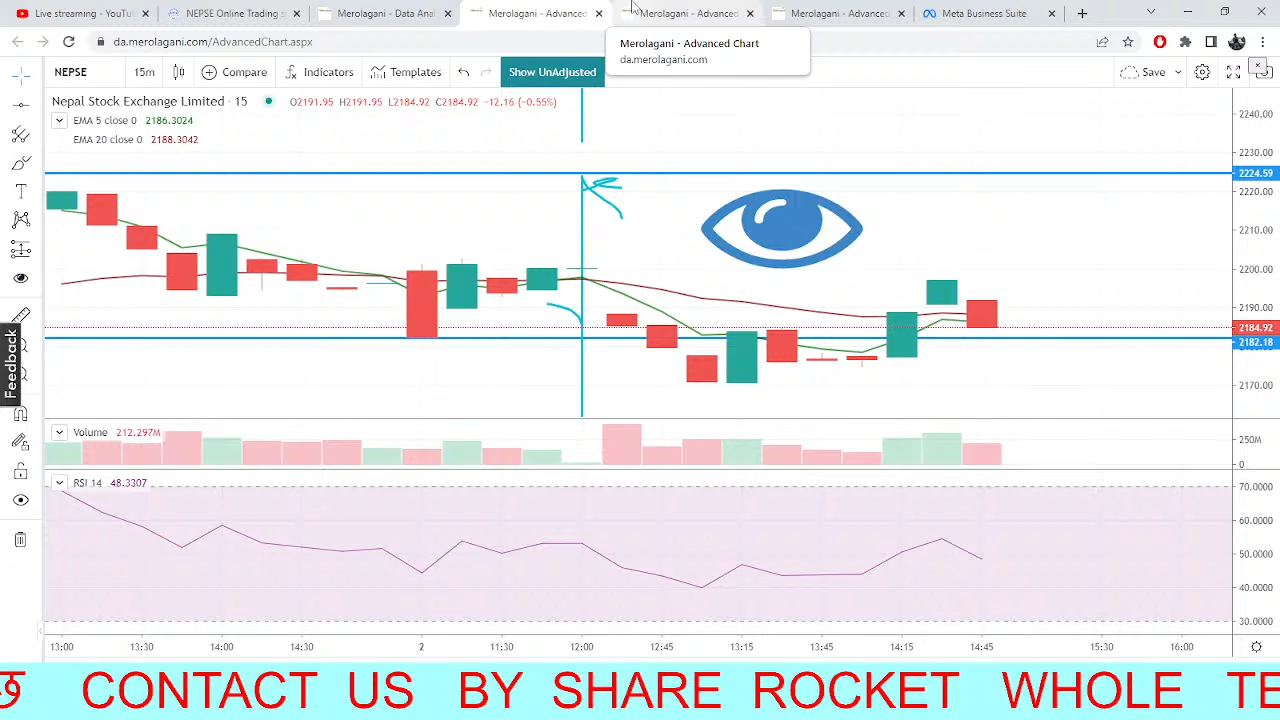 Live streaming - YouTu
NEPSE Online Trading s
Merolagani - Data Anal
Merolagani - Advanced
Merolagani - Advanced C
Merolagani - Advanced C
Meta Business Suite
da.merolagani.com/AdvancedChart.aspx
Merolagani - Advanced Chart
da.merolagani.com
NEPSE
15m
Compare
Indicators
Templates
Show UnAdjusted
Save
Nepal Stock Exchange Limited · 15
O2191.95 H2191.95 L2184.92 C2184.92 −12.16 (−0.55%)
EMA 5 close 0 2186.3024
EMA 20 close 0 2188.3042
2240.00
2230.00
2224.59
2220.00
2210.00
2200.00
2190.00
2184.92
2182.18
2170.00
Feedback
Volume 212.297M
250M
0
RSI 14 48.3307
70.0000
60.0000
50.0000
40.0000
30.0000
13:00 13:30 14:00 14:30 2 11:30 12:00 12:45 13:15 13:45 14:15 14:45 15:30 16:00
CONTACT US BY SHARE ROCKET WHOLE TE